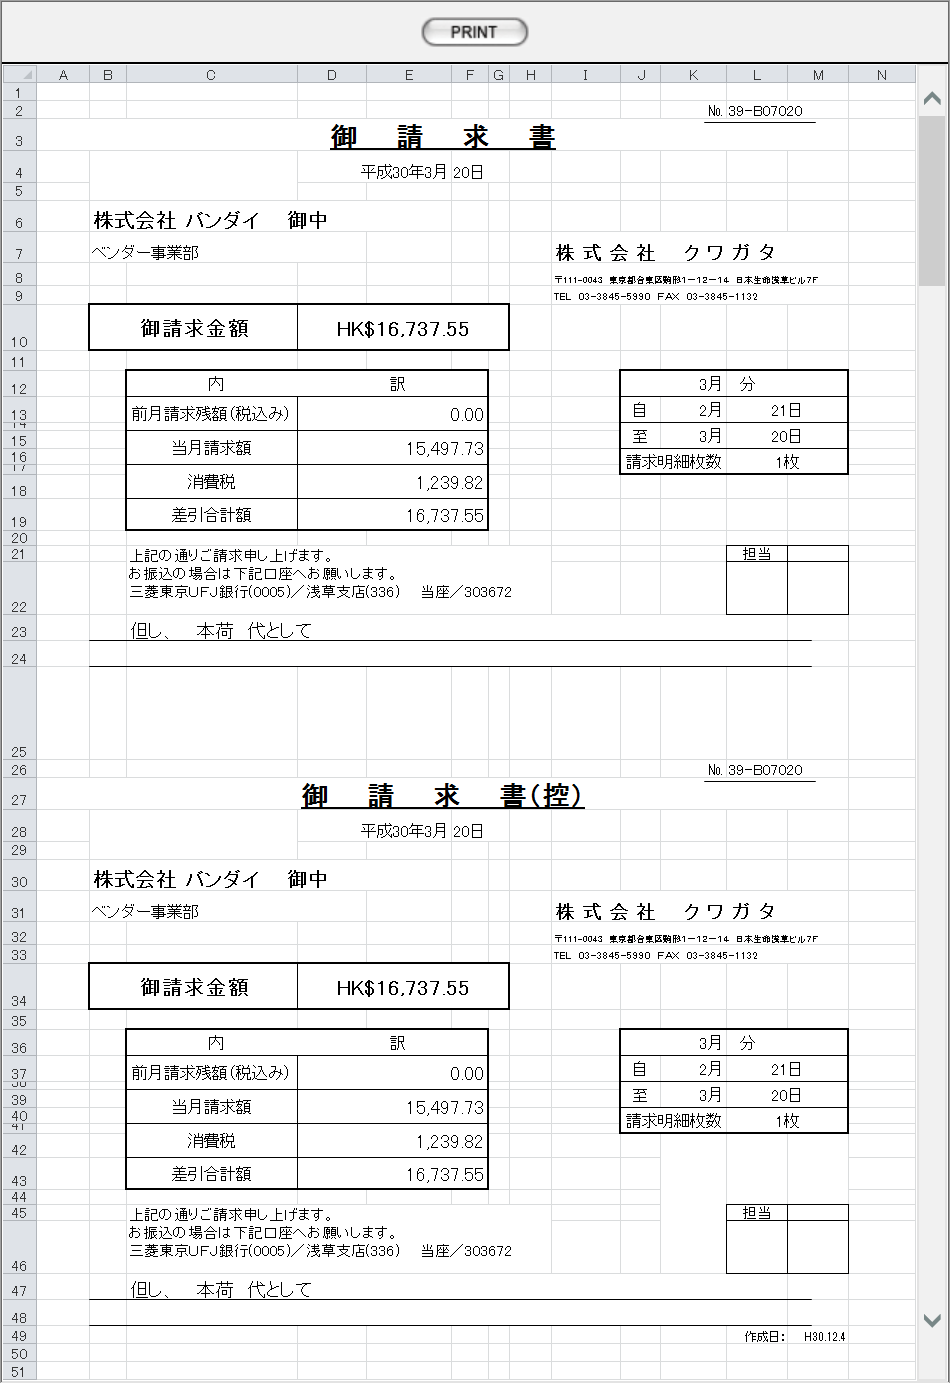 PRINT
A B C D E F G H I J K L M N
1
2 № 39-B07020
3 御 請 求 書
4 平成30年3月 20日
5
6 株式会社 バンダイ 御中
7 ベンダー事業部 株式会社 クワガタ
8 〒111-0043 東京都台東区駒形1-12-14 日本生命浅草ビル7F
9 TEL 03-3845-5990 FAX 03-3845-1132
10 御請求金額 HK$16,737.55
11
12 内 訳 3月 分
13 前月請求残額(税込み) 0.00 自 2月 21日
14
15 当月請求額 15,497.73 至 3月 20日
16 請求明細枚数 1枚
17
18 消費税 1,239.82
19 差引合計額 16,737.55
20
21 上記の通りご請求申し上げます。 担当
お振込の場合は下記口座へお願いします。
22 三菱東京UFJ銀行(0005)/浅草支店(336) 当座/303672
23 但し、 本荷 代として
24
25
26 № 39-B07020
27 御 請 求 書(控)
28 平成30年3月 20日
29
30 株式会社 バンダイ 御中
31 ベンダー事業部 株式会社 クワガタ
32 〒111-0043 東京都台東区駒形1-12-14 日本生命浅草ビル7F
33 TEL 03-3845-5990 FAX 03-3845-1132
34 御請求金額 HK$16,737.55
35
36 内 訳 3月 分
37 前月請求残額(税込み) 0.00 自 2月 21日
38
39 当月請求額 15,497.73 至 3月 20日
40 請求明細枚数 1枚
41
42 消費税 1,239.82
43 差引合計額 16,737.55
44
45 上記の通りご請求申し上げます。 担当
お振込の場合は下記口座へお願いします。
46 三菱東京UFJ銀行(0005)/浅草支店(336) 当座/303672
47 但し、 本荷 代として
48
49 作成日: H30.12.4
50
51